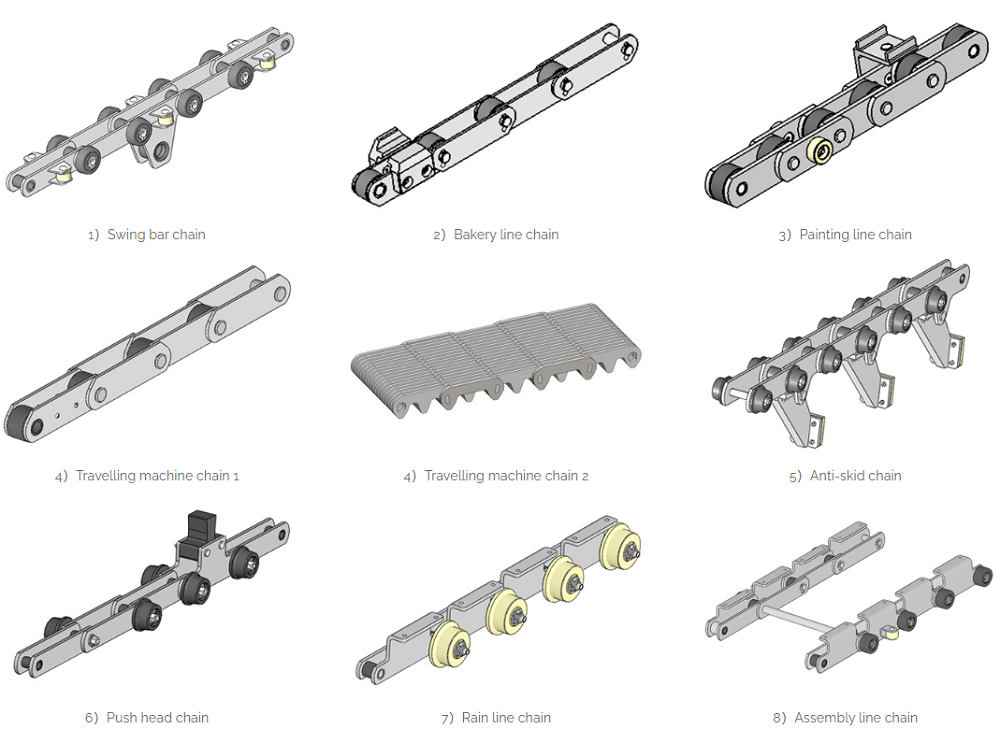 1) Swing bar chain
2) Bakery line chain
3) Painting line chain
4) Travelling machine chain 1
4) Travelling machine chain 2
5) Anti-skid chain
6) Push head chain
7) Rain line chain
8) Assembly line chain